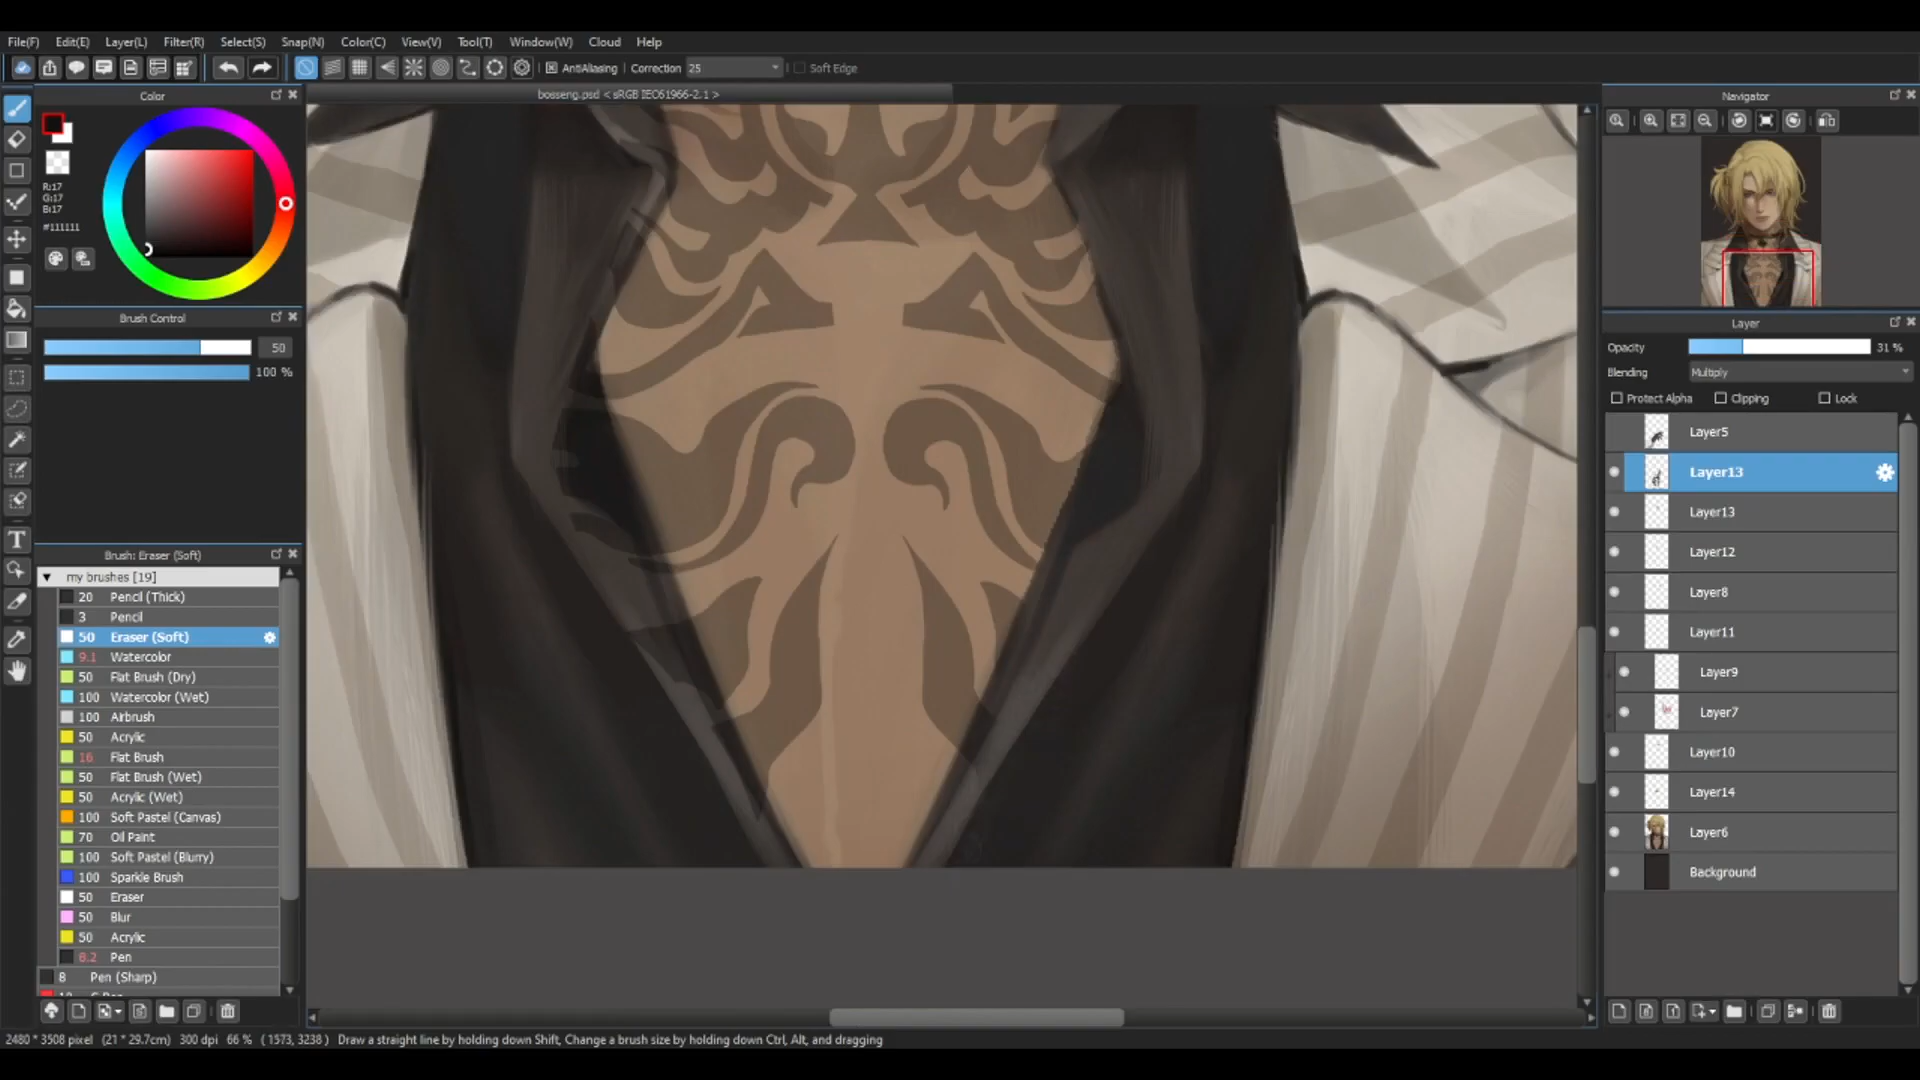 File(F) Edit(E) Layer(L) Filter(R) Select(S) Snap(N) Color(C) View(V) Tool(T) Window(W) Cloud Help
AntiAliasing Correction 25 Soft Edge
Color
bosseng.psd < sRGB IEC61966-2.1 >
Navigator
R:17
G:17
B:17
#111111
Brush Control
50
100 %
Layer
Opacity 31 %
Blending Multiply
Protect Alpha Clipping Lock
Layer5
Layer13
Layer13
Layer12
Layer8
Layer11
Layer9
Layer7
Layer10
Layer14
Layer6
Background
Brush: Eraser (Soft)
my brushes [19]
20 Pencil (Thick)
3 Pencil
50 Eraser (Soft)
9.1 Watercolor
50 Flat Brush (Dry)
100 Watercolor (Wet)
100 Airbrush
50 Acrylic
16 Flat Brush
50 Flat Brush (Wet)
50 Acrylic (Wet)
100 Soft Pastel (Canvas)
70 Oil Paint
100 Soft Pastel (Blurry)
100 Sparkle Brush
50 Eraser
50 Blur
50 Acrylic
8.2 Pen
8 Pen (Sharp)
2480 * 3508 pixel (21 * 29.7cm) 300 dpi 66 % ( 1573, 3238 ) Draw a straight line by holding down Shift, Change a brush size by holding down Ctrl, Alt, and dragging